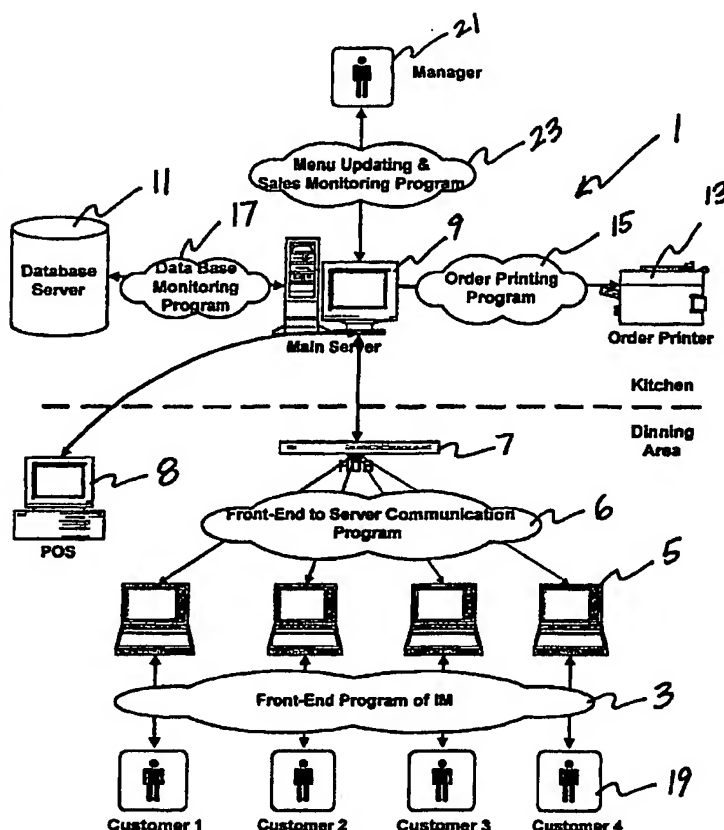 21
Manager
23
Menu Updating &
Sales Monitoring Program
1
11
17
9
15
13
Database
Server
Data Base
Monitoring
Program
Order Printing
Program
Main Server
Order Printer
Kitchen
Dinning
Area
7
HUB
8
POS
Front-End to Server Communication
Program
6
5
Front-End Program of IM
3
19
Customer 1
Customer 2
Customer 3
Customer 4